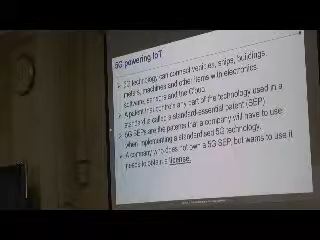 5G powering IoT
5G technology can connect vehicles, ships, buildings,
meters, machines and other items with electronics,
software, sensors and the Cloud.
A patent that controls any part of the technology used in a
standard is called a standard-essential patent (SEP).
5G SEPs are the patents that a company will have to use
when implementing a standardised 5G technology.
A company who does not own a 5G SEP, but wants to use it
needs to obtain a license.